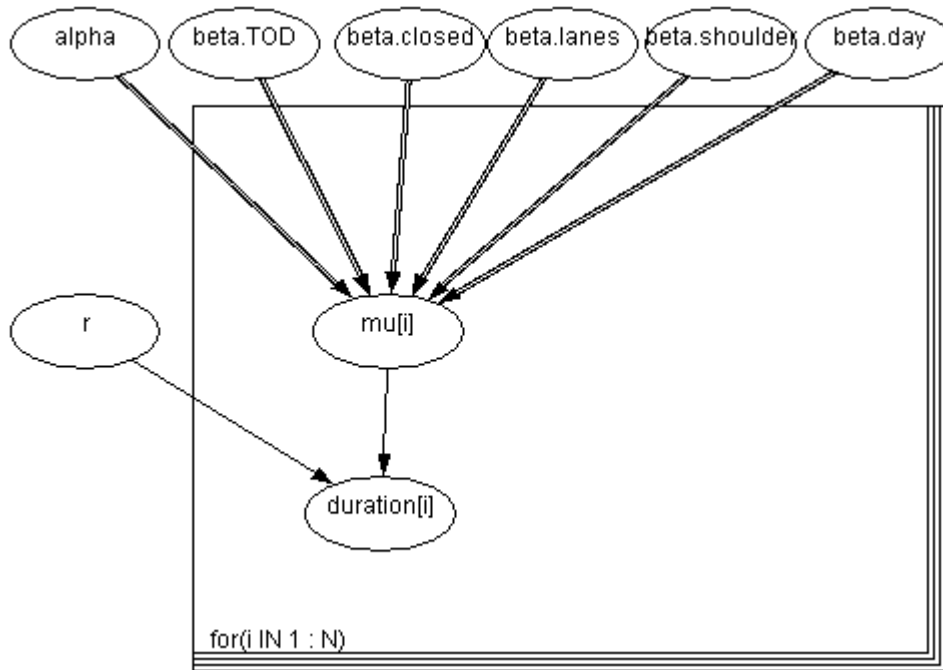 alpha
beta.TOD
beta.closed
beta.lanes
beta.shoulder
beta.day
r
mu[i]
duration[i]
for(i IN 1 : N)